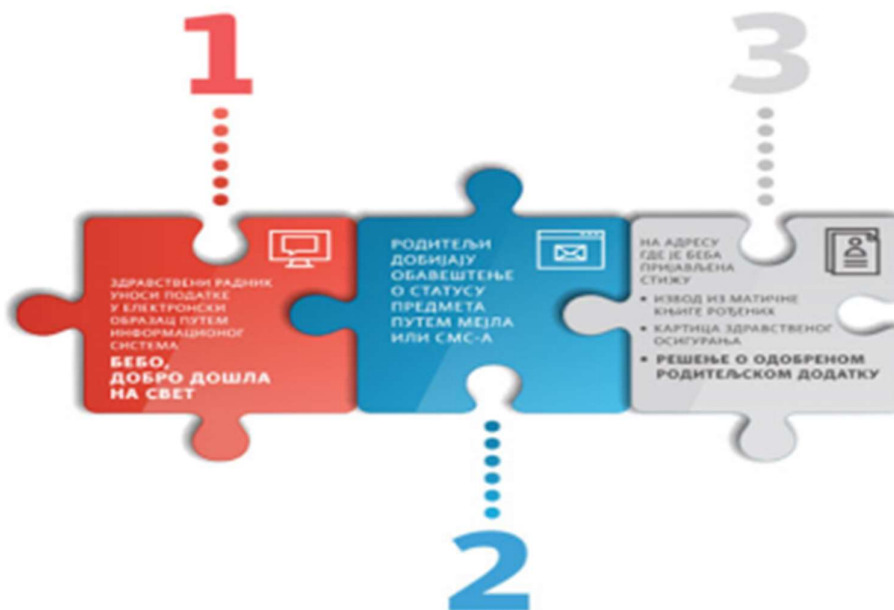 1
ЗДРАВСТВЕНИ РАДНИК
УНОСИ ПОДАТКЕ
У ЕЛЕКТРОНСКИ
ОБРАЗАЦ ПУТЕМ
ИНФОРМАЦИОНОГ
СИСТЕМА
БЕБО,
ДОБРО ДОШЛА
НА СВЕТ
РОДИТЕЉИ
ДОБИЈАЈУ
ОБАВЕШТЕЊЕ
О СТАТУСУ
ПРЕДМЕТА
ПУТЕМ МЕЈЛА
ИЛИ СМС-А
2
3
НА АДРЕСУ
ГДЕ ЈЕ БЕБА
ПРИЈАВЉЕНА
СТИЖУ
• ИЗВОД ИЗ МАТИЧНЕ
КЊИГЕ РОЂЕНИХ
• КАРТИЦА ЗДРАВСТВЕНОГ
ОСИГУРАЊА
• РЕШЕЊЕ О ОДОБРЕНОМ
РОДИТЕЉСКОМ ДОДАТКУ